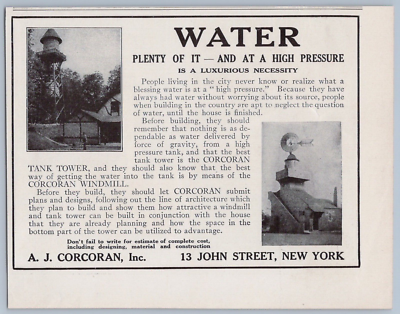 WATER
PLENTY OF IT — AND AT A HIGH PRESSURE
IS A LUXURIOUS NECESSITY
People living in the city never know or realize what a
blessing water is at a "high pressure." Because they have
always had water without worrying about its source, people
when building in the country are apt to neglect the question
of water, until the house is finished.
Before building, they should
remember that nothing is as de-
pendable as water delivered by
force of gravity, from a high
pressure tank, and that the best
tank tower is the CORCORAN
TANK TOWER, and they should also know that the best
way of getting the water into the tank is by means of the
CORCORAN WINDMILL.
Before they build, they should let CORCORAN submit
plans and designs, following out the line of architecture which
they plan to build and show them how attractive a windmill
and tank tower can be built in conjunction with the house
that they are already planning and how the space in the
bottom part of the tower can be utilized to advantage.
Don't fail to write for estimate of complete cost,
including designing, material and construction
A. J. CORCORAN, Inc. 13 JOHN STREET, NEW YORK